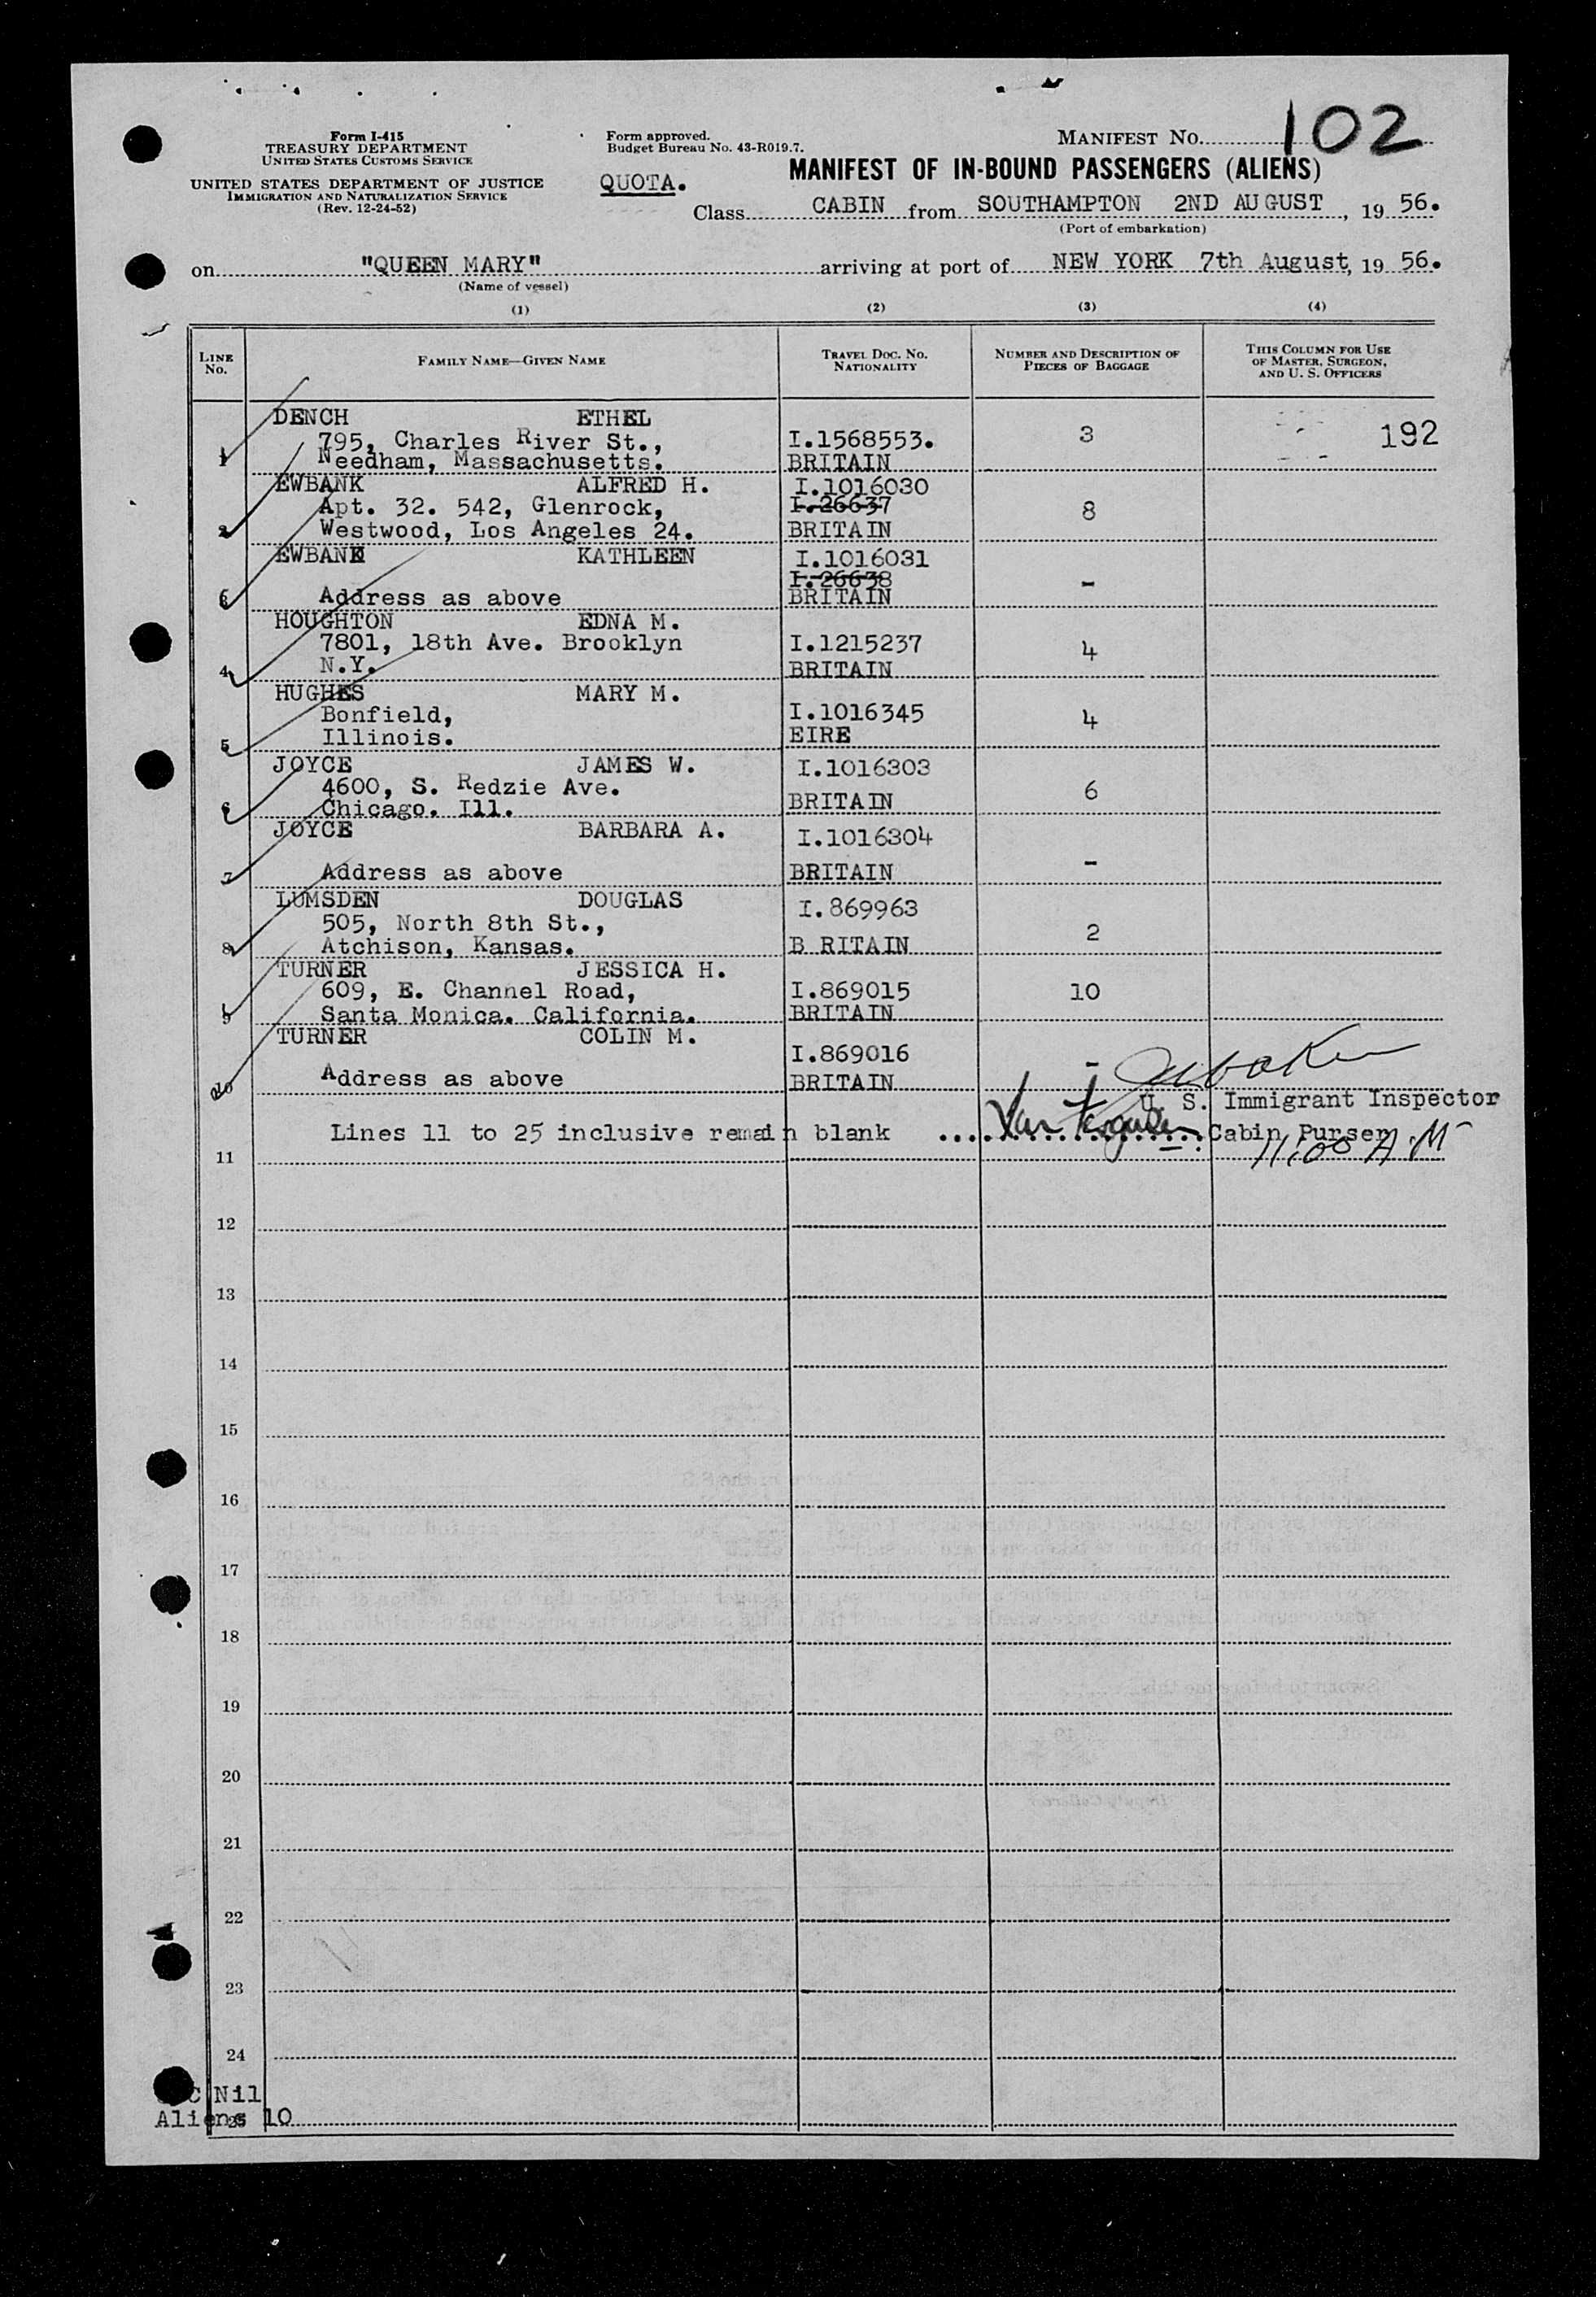 Form I-415
TREASURY DEPARTMENT
UNITED STATES CUSTOMS SERVICE
UNITED STATES DEPARTMENT OF JUSTICE
IMMIGRATION AND NATURALIZATION SERVICE
(Rev. 12-24-52)
Form approved.
Budget Bureau No. 43-R019.7.
QUOTA.
MANIFEST NO. 102
MANIFEST OF IN-BOUND PASSENGERS (ALIENS)
Class CABIN from SOUTHAMPTON 2ND AUGUST, 19 56.
(Port of embarkation)
on "QUEEN MARY" arriving at port of NEW YORK 7th August, 19 56.
(Name of vessel)
(1) (2) (3) (4)
LINE No. FAMILY NAME—GIVEN NAME TRAVEL DOC. NO. NATIONALITY NUMBER AND DESCRIPTION OF PIECES OF BAGGAGE THIS COLUMN FOR USE OF MASTER, SURGEON, AND U. S. OFFICERS
DENCH ETHEL
795, Charles River St., I.1568553. 3 192
1 Needham, Massachusetts. BRITAIN
EWBANK ALFRED H. I.1016030
Apt. 32. 542, Glenrock, I.26637 8
2 Westwood, Los Angeles 24. BRITAIN
EWBANK KATHLEEN I.1016031
I.26638 -
3 Address as above BRITAIN
HOUGHTON EDNA M.
7801, 18th Ave. Brooklyn I.1215237 4
4 N.Y. BRITAIN
HUGHES MARY M.
Bonfield, I.1016345 4
5 Illinois. EIRE
JOYCE JAMES W. I.1016303
4600, S. Redzie Ave. 6
6 Chicago. Ill. BRITAIN
JOYCE BARBARA A. I.1016304
-
7 Address as above BRITAIN
LUMSDEN DOUGLAS I.869963
505, North 8th St., 2
8 Atchison, Kansas. B RITAIN
TURNER JESSICA H.
609, E. Channel Road, I.869015 10
9 Santa Monica. California. BRITAIN
TURNER COLIN M.
I.869016 -
10 Address as above BRITAIN
U. S. Immigrant Inspector
Lines 11 to 25 inclusive remain blank Cabin Purser
11:00 A.M
11
12
13
14
15
16
17
18
19
20
21
22
23
24
Nil
25
Aliens 10